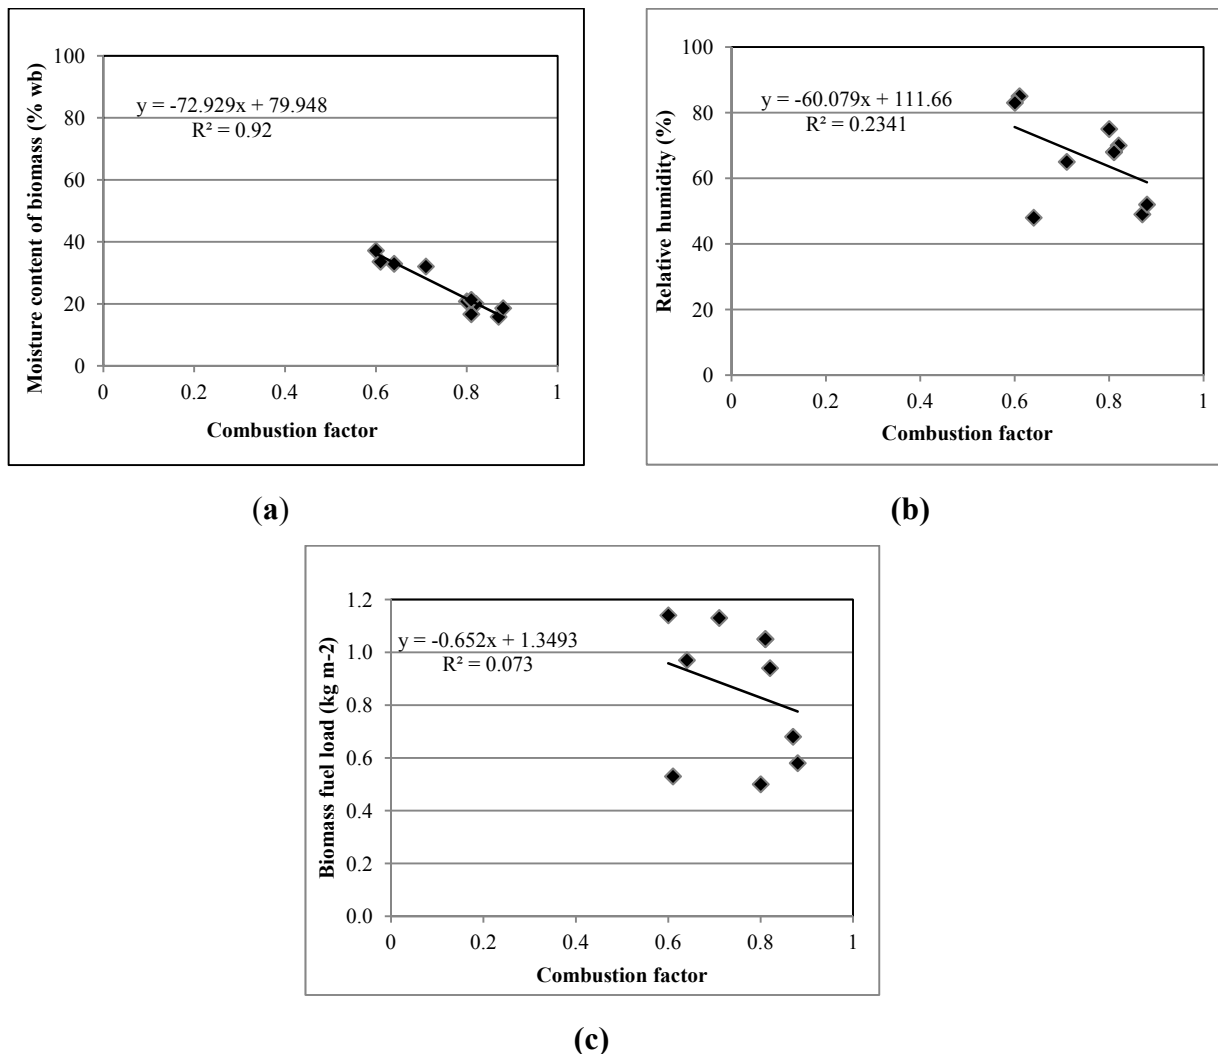 100
80
60
40
20
0
0
0.2
0.4
0.6
0.8
1
Moisture content of biomass (% wb)
Combustion factor
y = -72.929x + 79.948
R² = 0.92
(a)
100
80
60
40
20
0
0
0.2
0.4
0.6
0.8
1
Relative humidity (%)
Combustion factor
y = -60.079x + 111.66
R² = 0.2341
(b)
1.2
1.0
0.8
0.6
0.4
0.2
0.0
0
0.2
0.4
0.6
0.8
1
Biomass fuel load (kg m-2)
Combustion factor
y = -0.652x + 1.3493
R² = 0.073
(c)